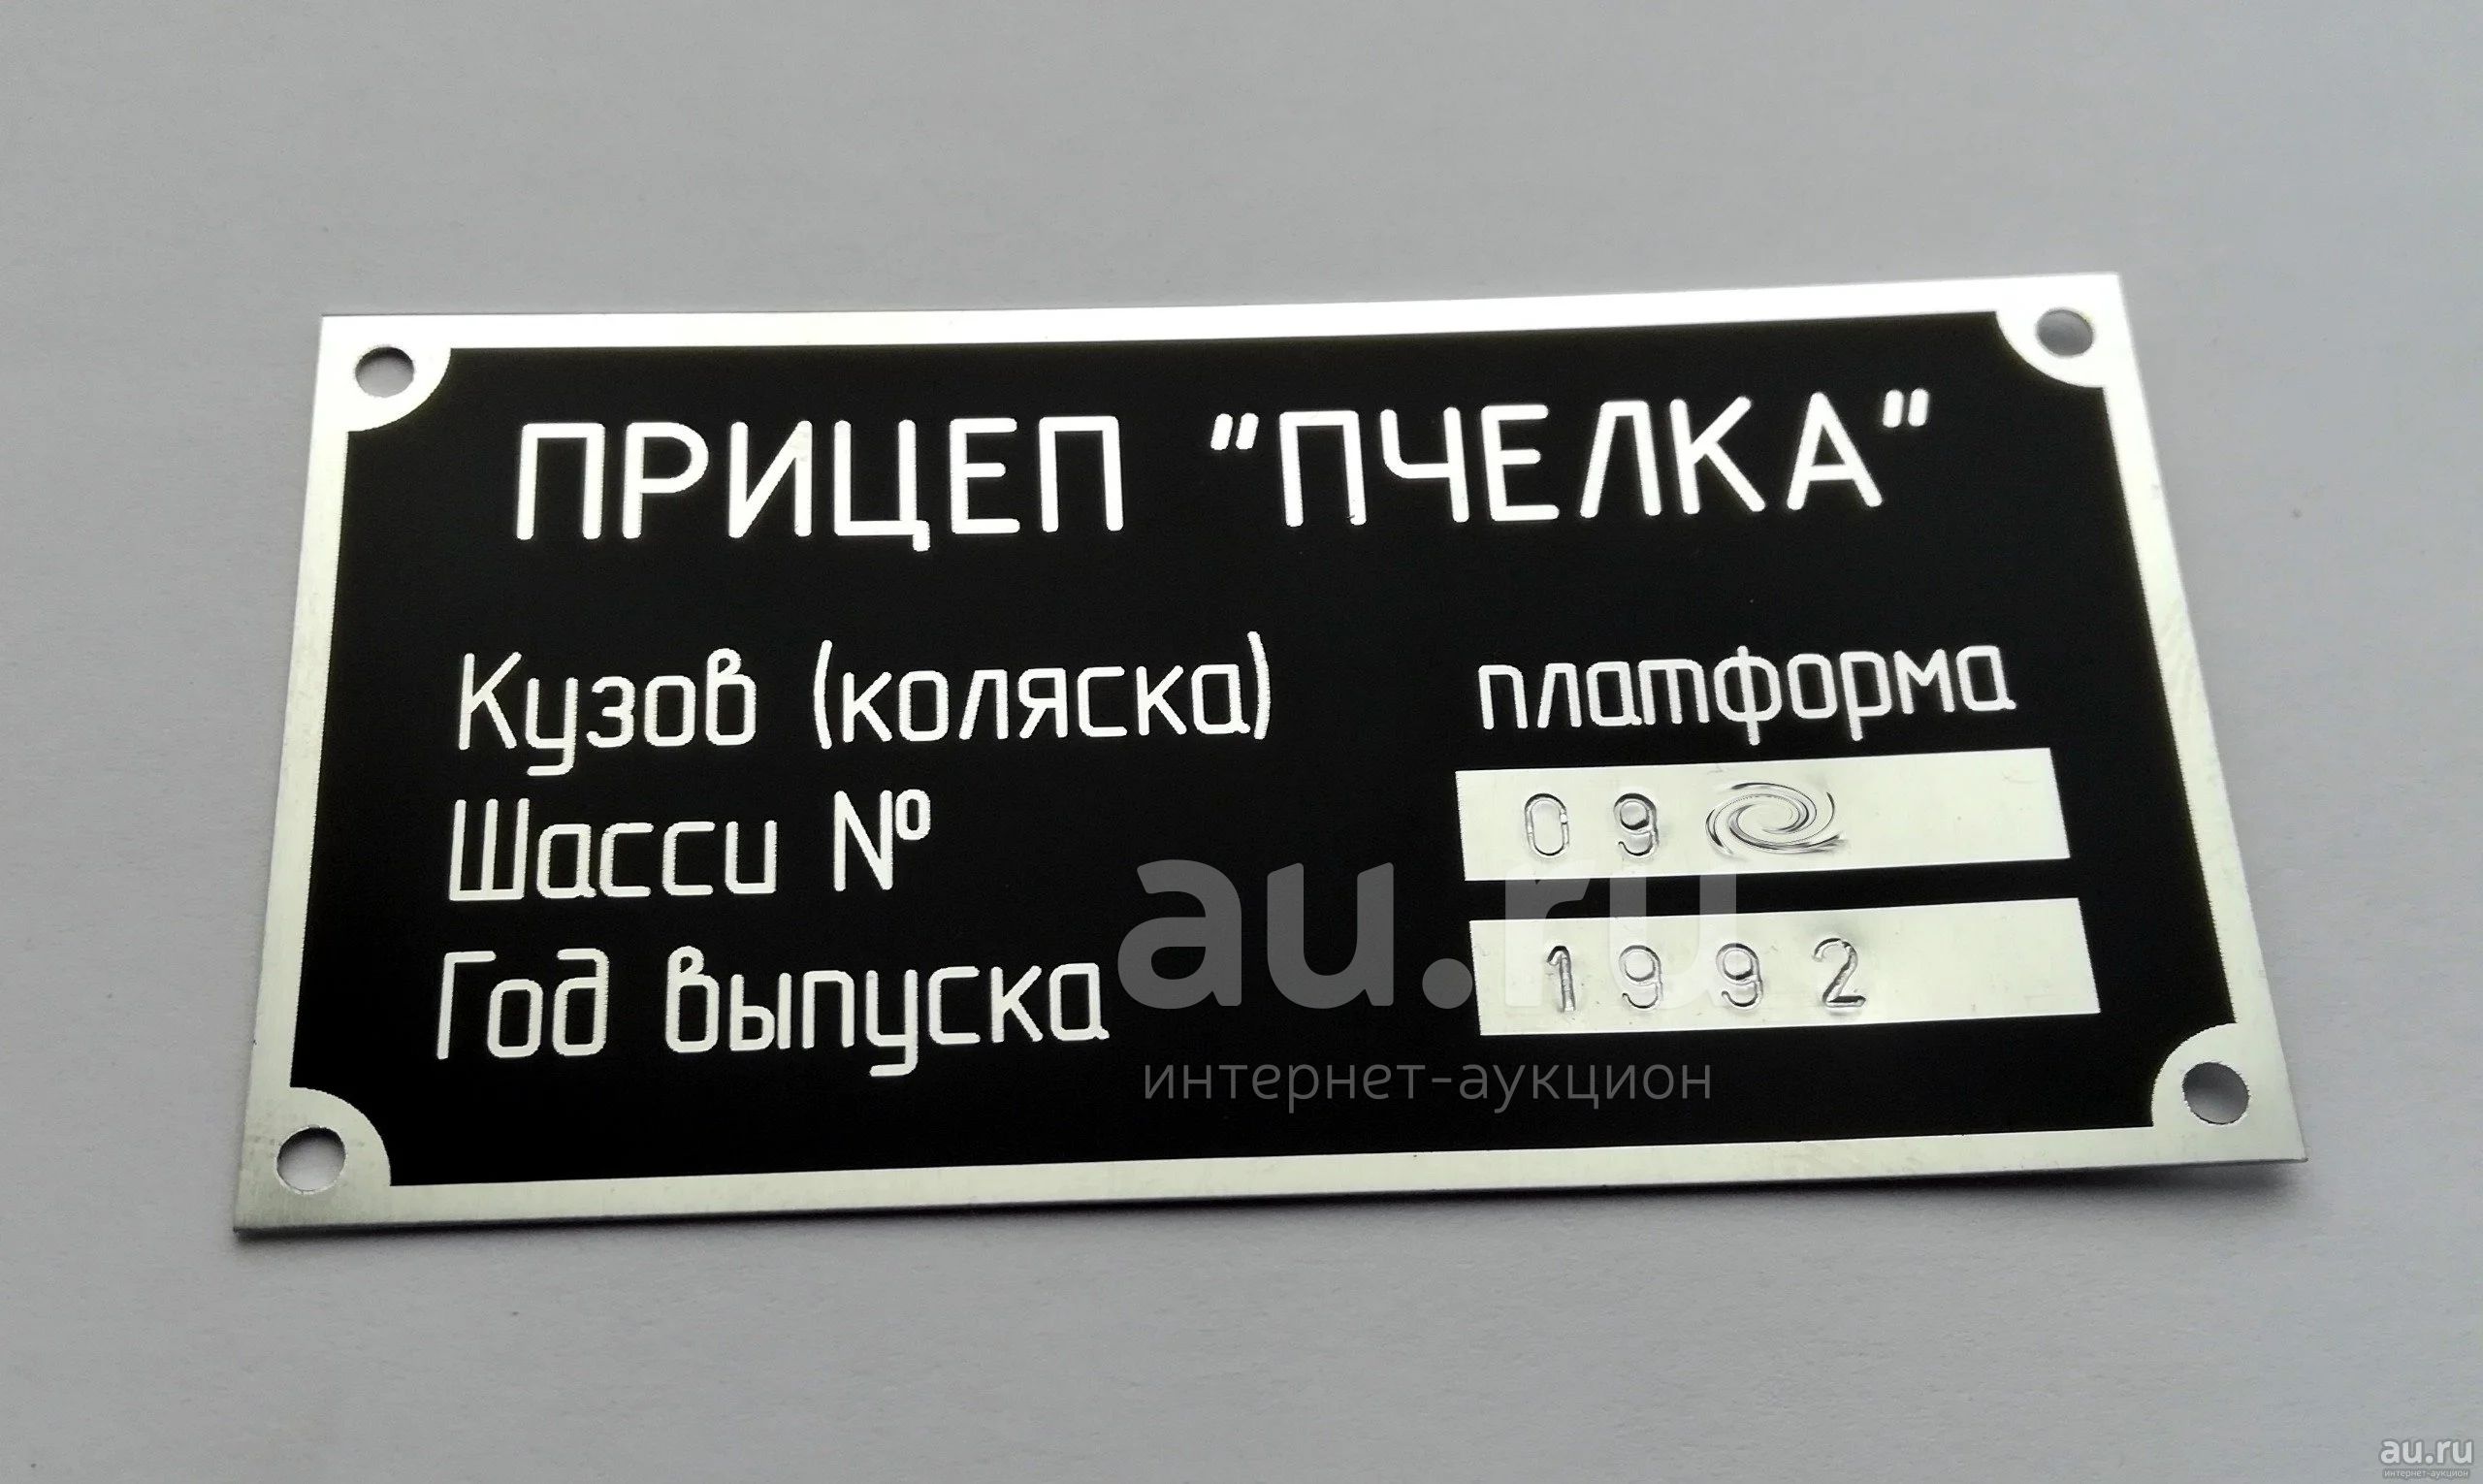 ПРИЦЕП "ПЧЕЛКА"
Кузов (коляска) платформа
Шасси № 09
Год выпуска 1992
au.ru
интернет-аукцион
au.ru
интернет-аукцион